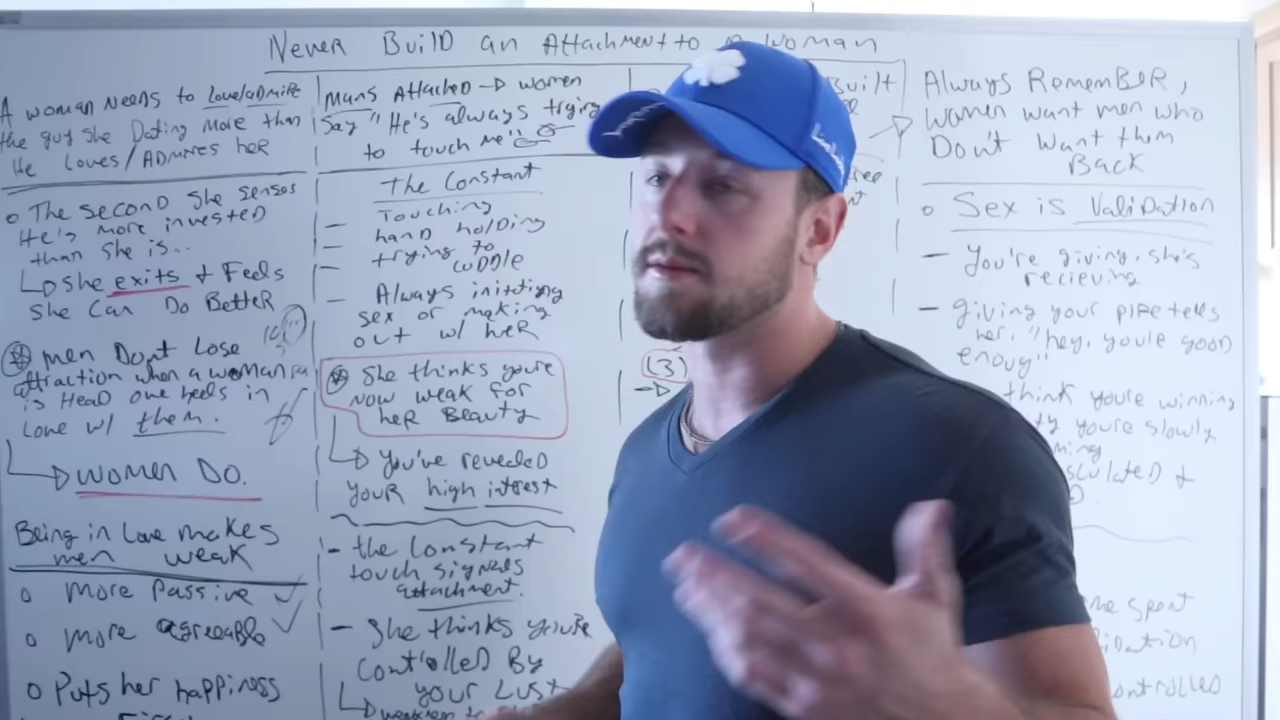 Never Build an Attachment to a Woman
A woman needs to love/admire
the guy she Dating more than
He Loves/Admires her
o The second she senses
He's more invested
than she is...
she exits + Feels
she can Do Better
men Dont Lose
attraction when a woman
is Head one heels in
Love w/ them.
Women Do.
Being in Love makes
men weak
o more Passive ✓
o more agreeable ✓
o Puts her happiness
First
Mans Attached → women
Say "He's always trying
to touch me"
The Constant
Touching
– hand holding
– trying to
– cuddle
– Always initiating
sex or making
out w/ her
She thinks you're
now weak for
her Beauty
You've revealed
your high interest
- the constant
touch signals
attachment.
- She thinks you're
Controlled By
your Lust
Built
(3)
Always RememBer,
women want men who
Don't want them
Back
o Sex is Validation
– You're giving, she's
recieving
– giving your pipe tells
her, "hey, you're good
enoug"
think you're winning
you're slowly
+
spent